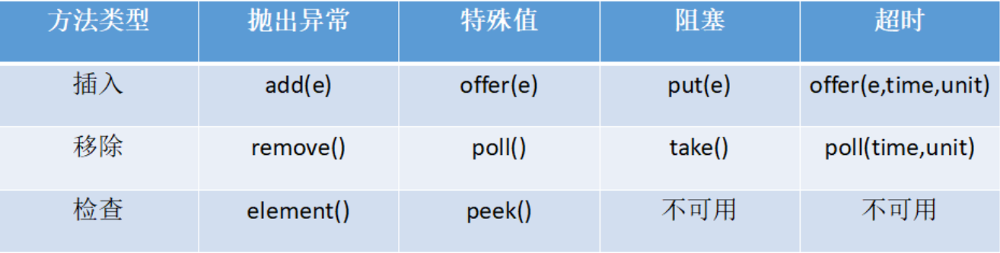 方法类型 抛出异常 特殊值 阻塞 超时
插入 add(e) offer(e) put(e) offer(e,time,unit)
移除 remove() poll() take() poll(time,unit)
检查 element() peek() 不可用 不可用